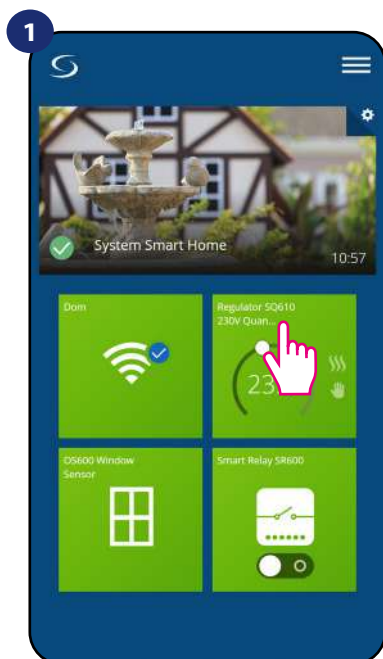 1
System Smart Home
10:57
Dom
Regulator SQ610
230V Quan...
23
OS600 Window
Sensor
Smart Relay SR600